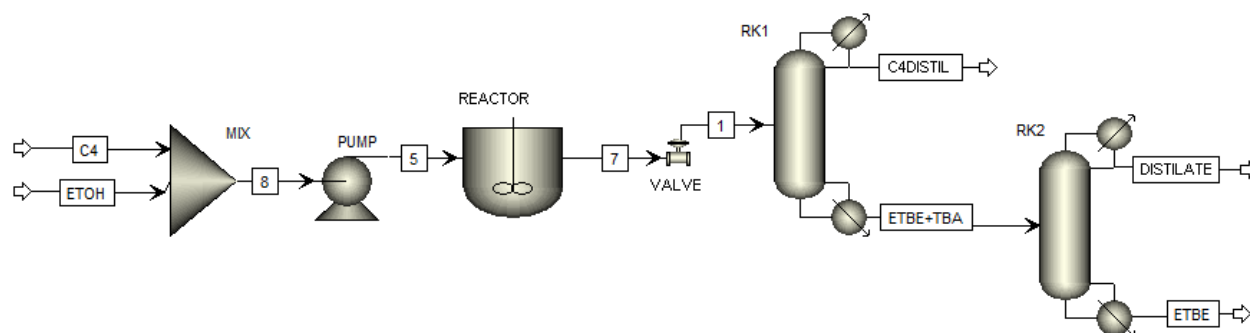 RK1
C4DISTIL
REACTOR
MIX
PUMP
1
RK2
C4
5
7
DISTILATE
8
ETOH
VALVE
ETBE+TBA
ETBE